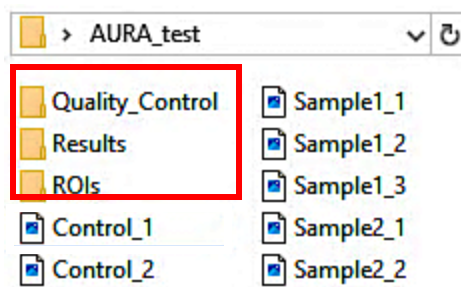 > AURA_test
Quality_Control
Results
ROIs
Control_1
Control_2
Sample1_1
Sample1_2
Sample1_3
Sample2_1
Sample2_2